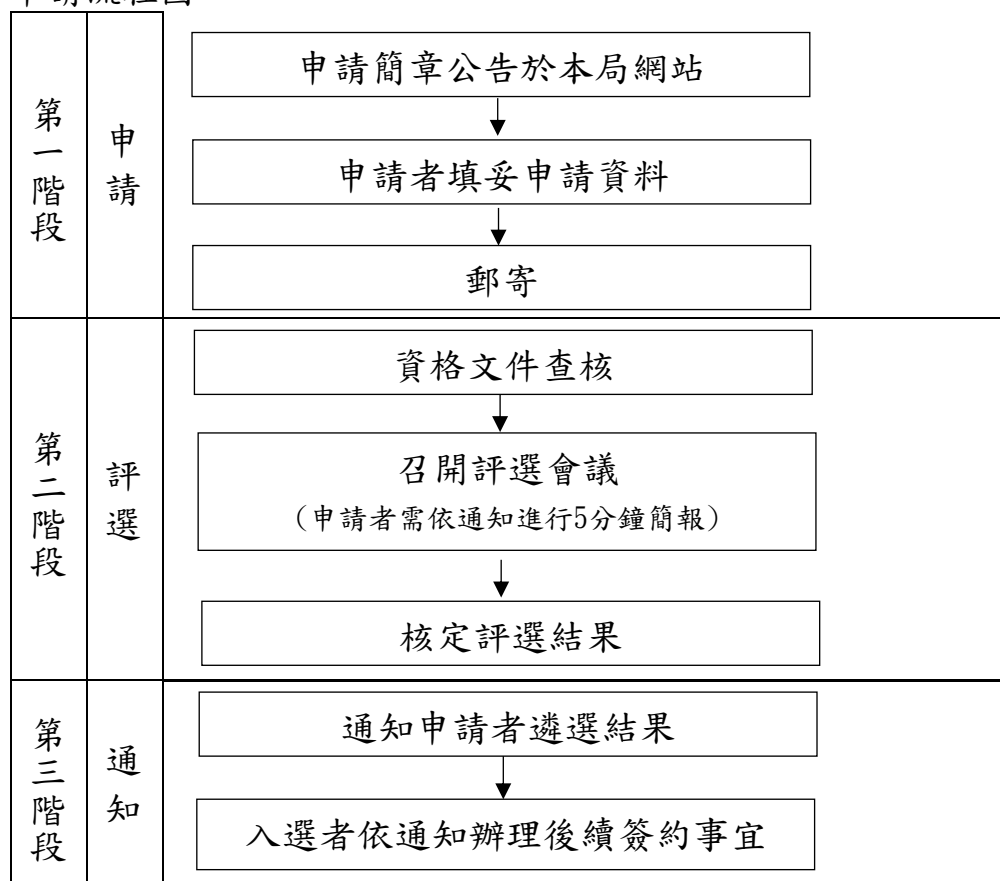 申請流程圖
第一階段
申請
申請簡章公告於本局網站
申請者填妥申請資料
郵寄
第二階段
評選
資格文件查核
召開評選會議
(申請者需依通知進行5分鐘簡報)
核定評選結果
第三階段
通知
通知申請者遴選結果
入選者依通知辦理後續簽約事宜